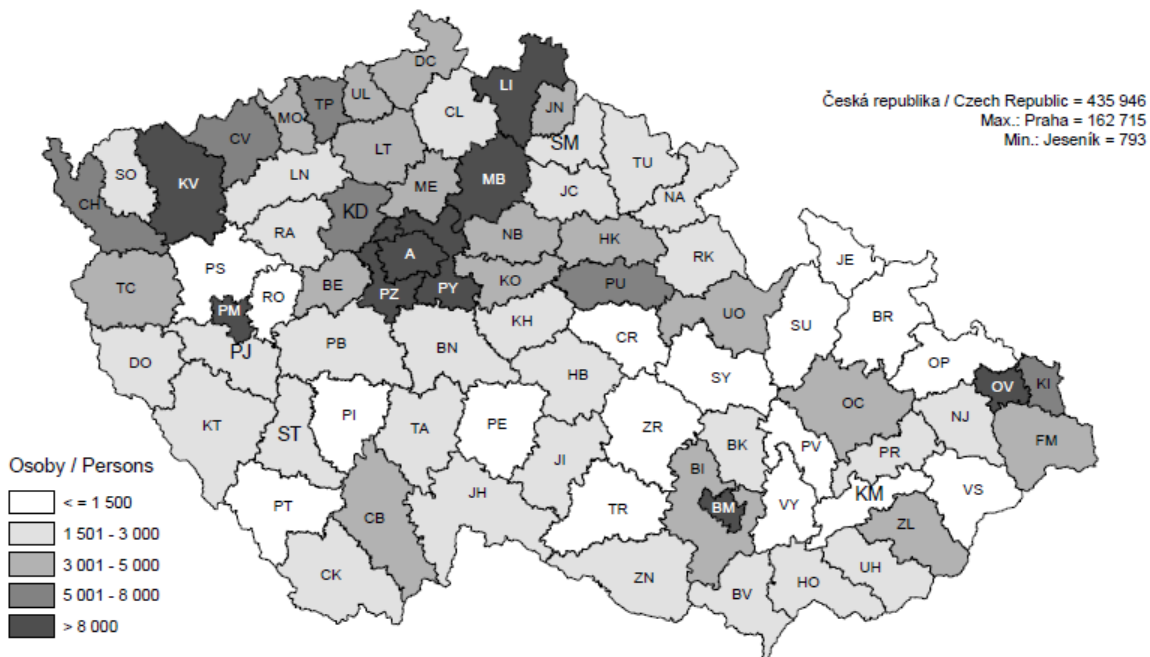 Česká republika / Czech Republic = 435 946
Max.: Praha = 162 715
Min.: Jeseník = 793
DC
LI
UL
TP
MO
CL
JN
CV
SM
LT
TU
SO
KV
LN
ME
MB
JC
NA
CH
KD
RA
NB
HK
A
RK
PS
JE
TC
RO
BE
PZ
PY
KO
PU
PM
UO
SU
BR
KH
CR
PJ
PB
BN
DO
OP
HB
SY
OV
KI
OC
KT
ST
PI
TA
PE
ZR
NJ
BK
PV
FM
PR
JI
BI
Osoby / Persons
KM
VS
JH
< = 1 500
PT
CB
TR
BM
VY
1 501 - 3 000
ZL
3 001 - 5 000
CK
ZN
UH
HO
BV
5 001 - 8 000
> 8 000